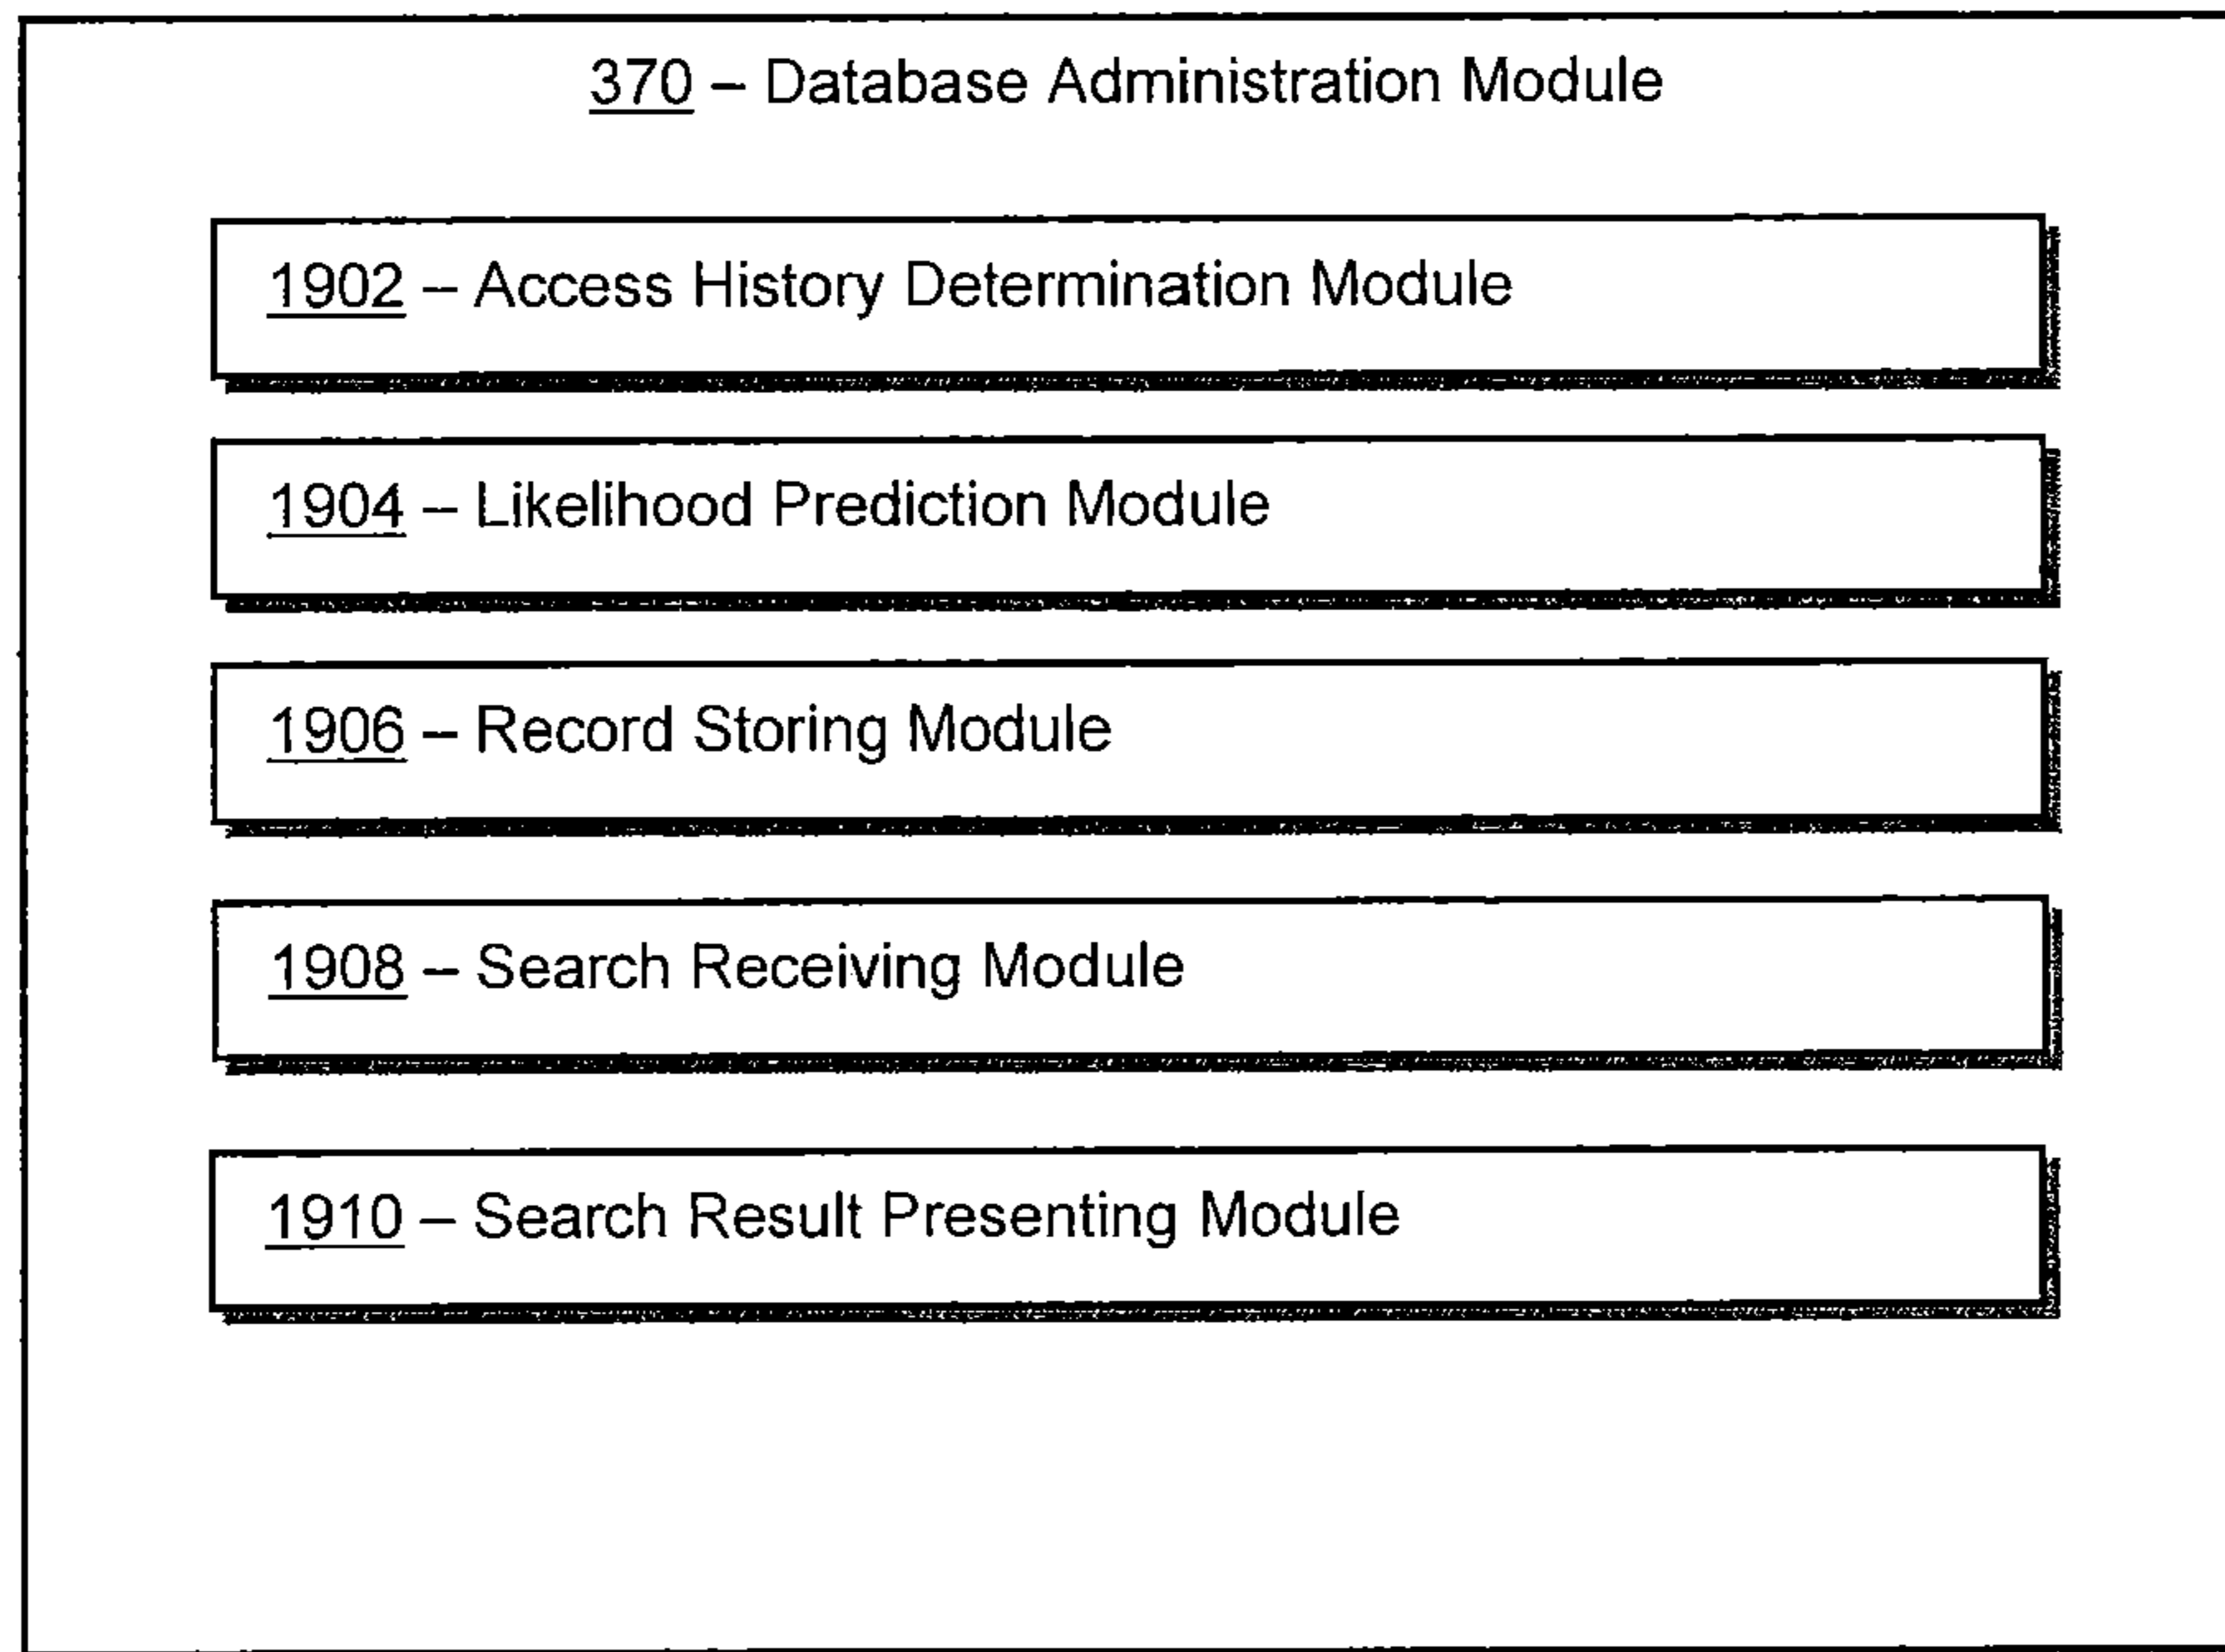 370 – Database Administration Module
1902 – Access History Determination Module
1904 – Likelihood Prediction Module
1906 – Record Storing Module
1908 – Search Receiving Module
1910 – Search Result Presenting Module